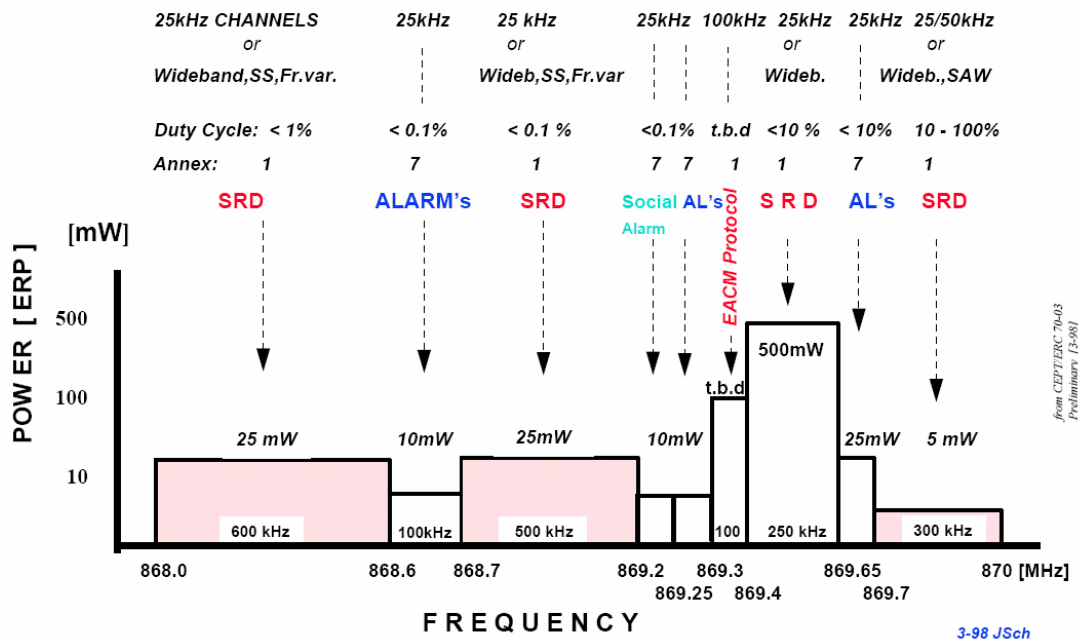 25kHz CHANNELS 25kHz 25 kHz 25kHz 100kHz 25kHz 25kHz 25/50kHz
or or or or
Wideband,SS,Fr.var. Wideb,SS,Fr.var Wideb. Wideb.,SAW
Duty Cycle: < 1% < 0.1% < 0.1 % <0.1% t.b.d <10 % < 10% 10 - 100%
Annex: 1 7 1 7 7 1 1 7 1
SRD ALARM's SRD Social AL's EACM Protocol S R D AL's SRD
Alarm
[mW]
POWER [ ERP ]
500
100
10
500mW
t.b.d
25 mW 10mW 25mW 10mW 25mW 5 mW
600 kHz 100kHz 500 kHz 100 250 kHz 300 kHz
868.0 868.6 868.7 869.2 869.3 869.65 870 [MHz]
869.25 869.4 869.7
FREQUENCY
from CEPT/ERC 70-03
Preliminary [3-98]
3-98 JSch